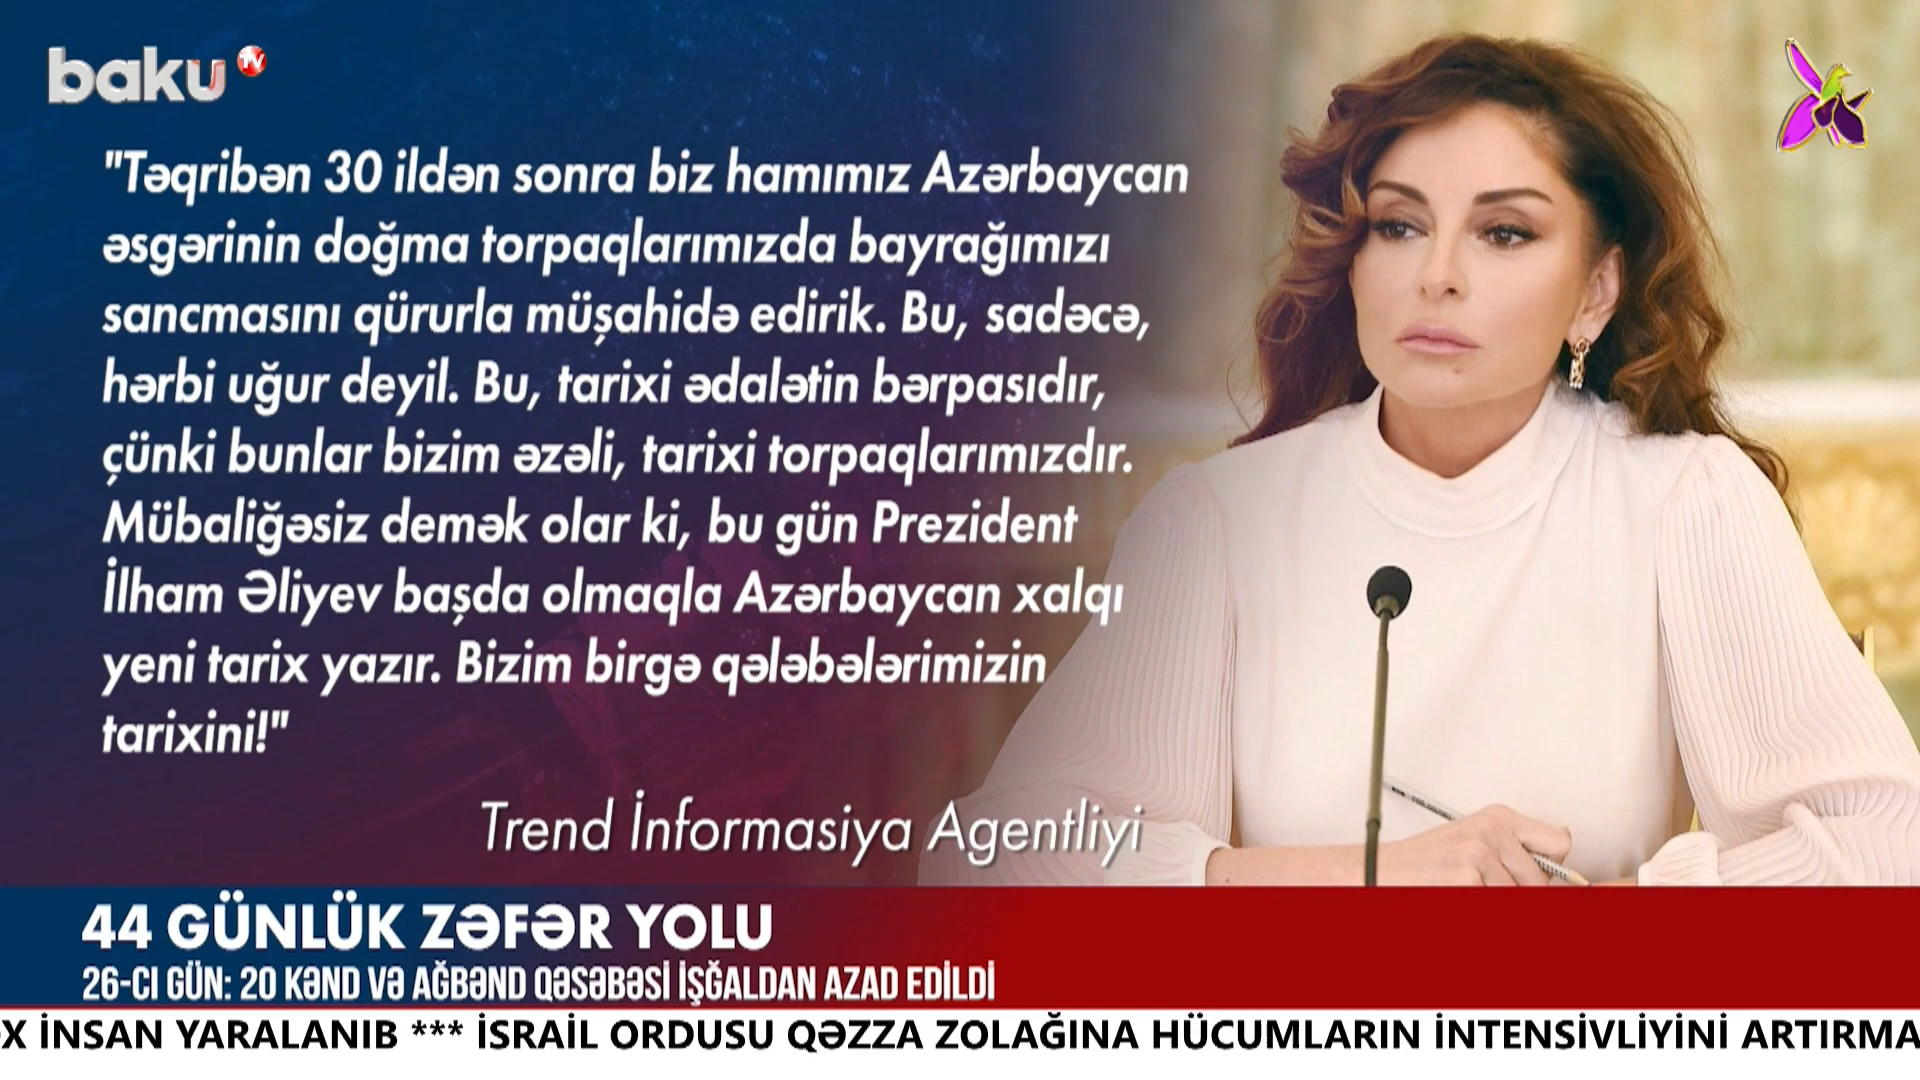 baku TV
"Təqribən 30 ildən sonra biz hamımız Azərbaycan
əsgərinin doğma torpaqlarımızda bayrağımızı
sancmasını qürurla müşahidə edirik. Bu, sadəcə,
hərbi uğur deyil. Bu, tarixi ədalətin bərpasıdır,
çünki bunlar bizim əzəli, tarixi torpaqlarımızdır.
Mübaliğəsiz demək olar ki, bu gün Prezident
İlham Əliyev başda olmaqla Azərbaycan xalqı
yeni tarix yazır. Bizim birgə qələbələrimizin
tarixini!"
Trend İnformasiya Agentliyi
44 GÜNLÜK ZƏFƏR YOLU
26-CI GÜN: 20 KƏND VƏ AĞBƏND QƏSƏBƏSİ İŞĞALDAN AZAD EDİLDİ
X İNSAN YARALANIB *** İSRAİL ORDUSU QƏZZA ZOLAĞINA HÜCUMLARIN İNTENSİVLİYİNİ ARTIRMA